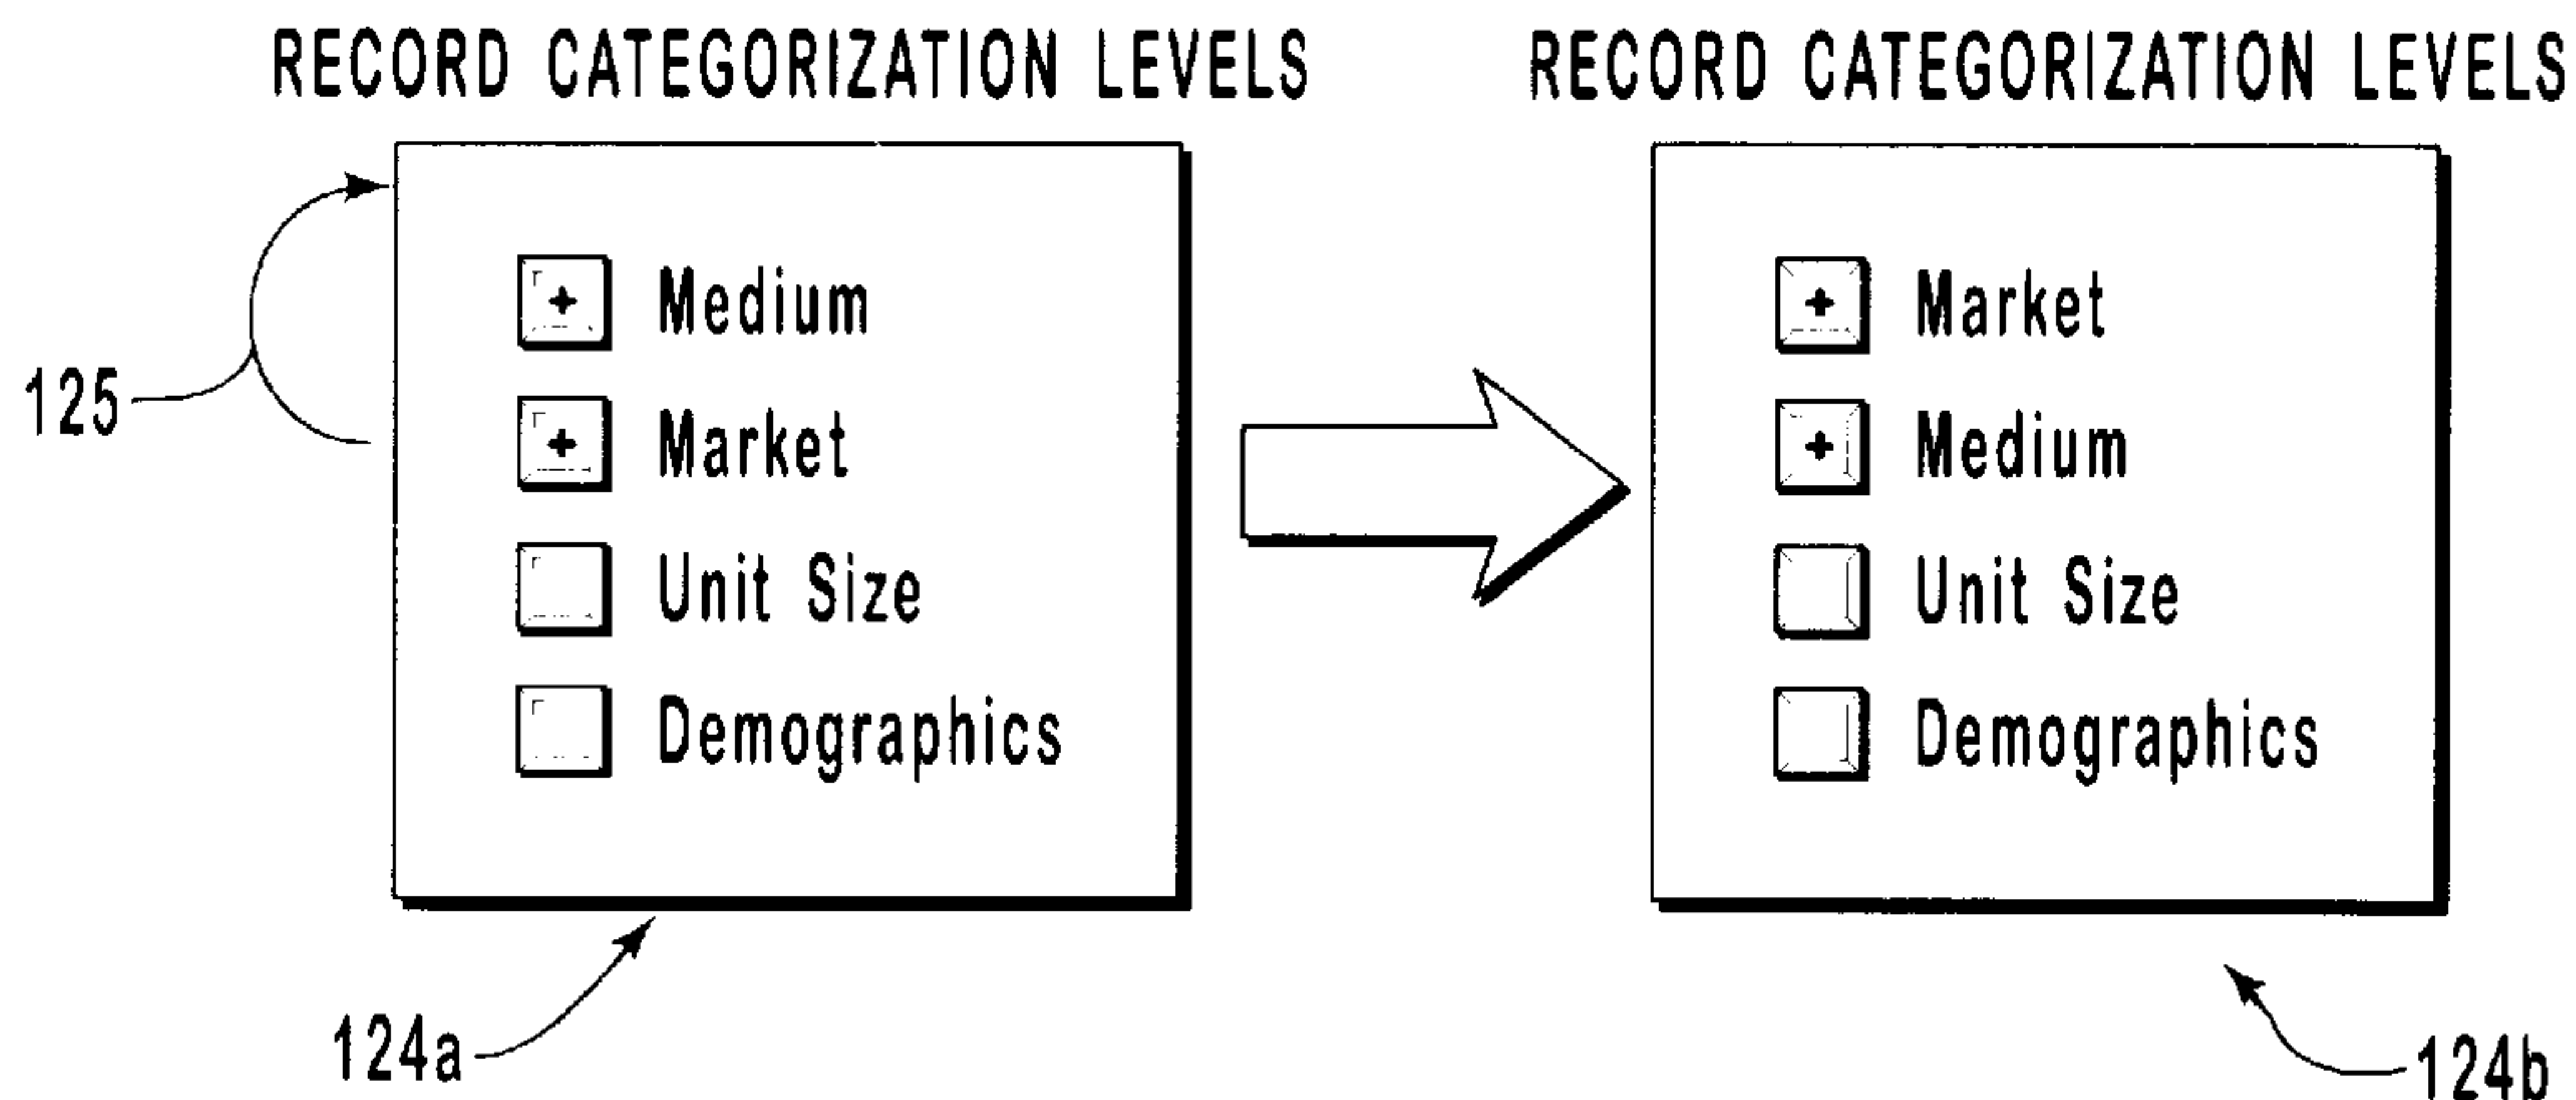 RECORD CATEGORIZATION LEVELS
+ Medium
+ Market
Unit Size
Demographics
125
124a
RECORD CATEGORIZATION LEVELS
+ Market
+ Medium
Unit Size
Demographics
124b